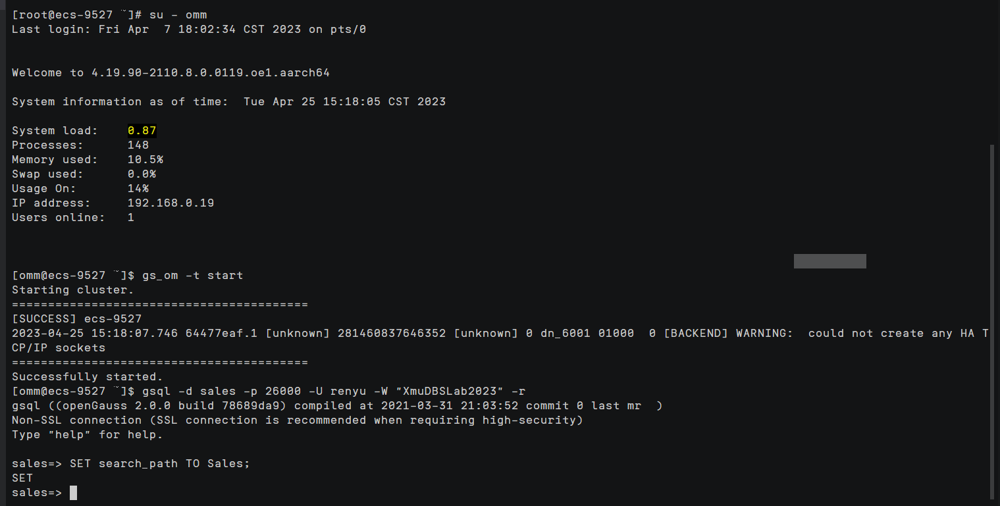 [root@ecs-9527 ~]# su - omm
Last login: Fri Apr  7 18:02:34 CST 2023 on pts/0
Welcome to 4.19.90-2110.8.0.0119.oe1.aarch64
System information as of time:  Tue Apr 25 15:18:05 CST 2023
System load:    0.87
Processes:      148
Memory used:    10.5%
Swap used:      0.0%
Usage On:       14%
IP address:     192.168.0.19
Users online:   1
[omm@ecs-9527 ~]$ gs_om -t start
Starting cluster.
=========================================
[SUCCESS] ecs-9527
2023-04-25 15:18:07.746 64477eaf.1 [unknown] 281460837646352 [unknown] 0 dn_6001 01000  0 [BACKEND] WARNING:  could not create any HA T
CP/IP sockets
=========================================
Successfully started.
[omm@ecs-9527 ~]$ gsql -d sales -p 26000 -U renyu -W "XmuDBSLab2023" -r
gsql ((openGauss 2.0.0 build 78689da9) compiled at 2021-03-31 21:03:52 commit 0 last mr  )
Non-SSL connection (SSL connection is recommended when requiring high-security)
Type "help" for help.
sales=> SET search_path TO Sales;
SET
sales=>